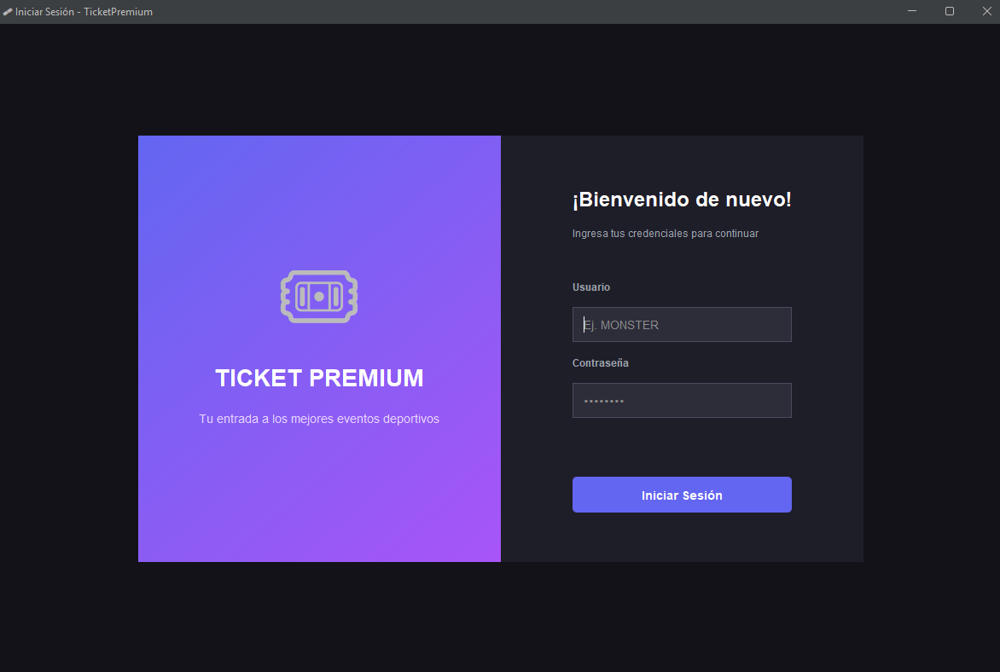 Iniciar Sesión - TicketPremium
TICKET PREMIUM
Tu entrada a los mejores eventos deportivos
¡Bienvenido de nuevo!
Ingresa tus credenciales para continuar
Usuario
Ej. MONSTER
Contraseña
••••••••
Iniciar Sesión